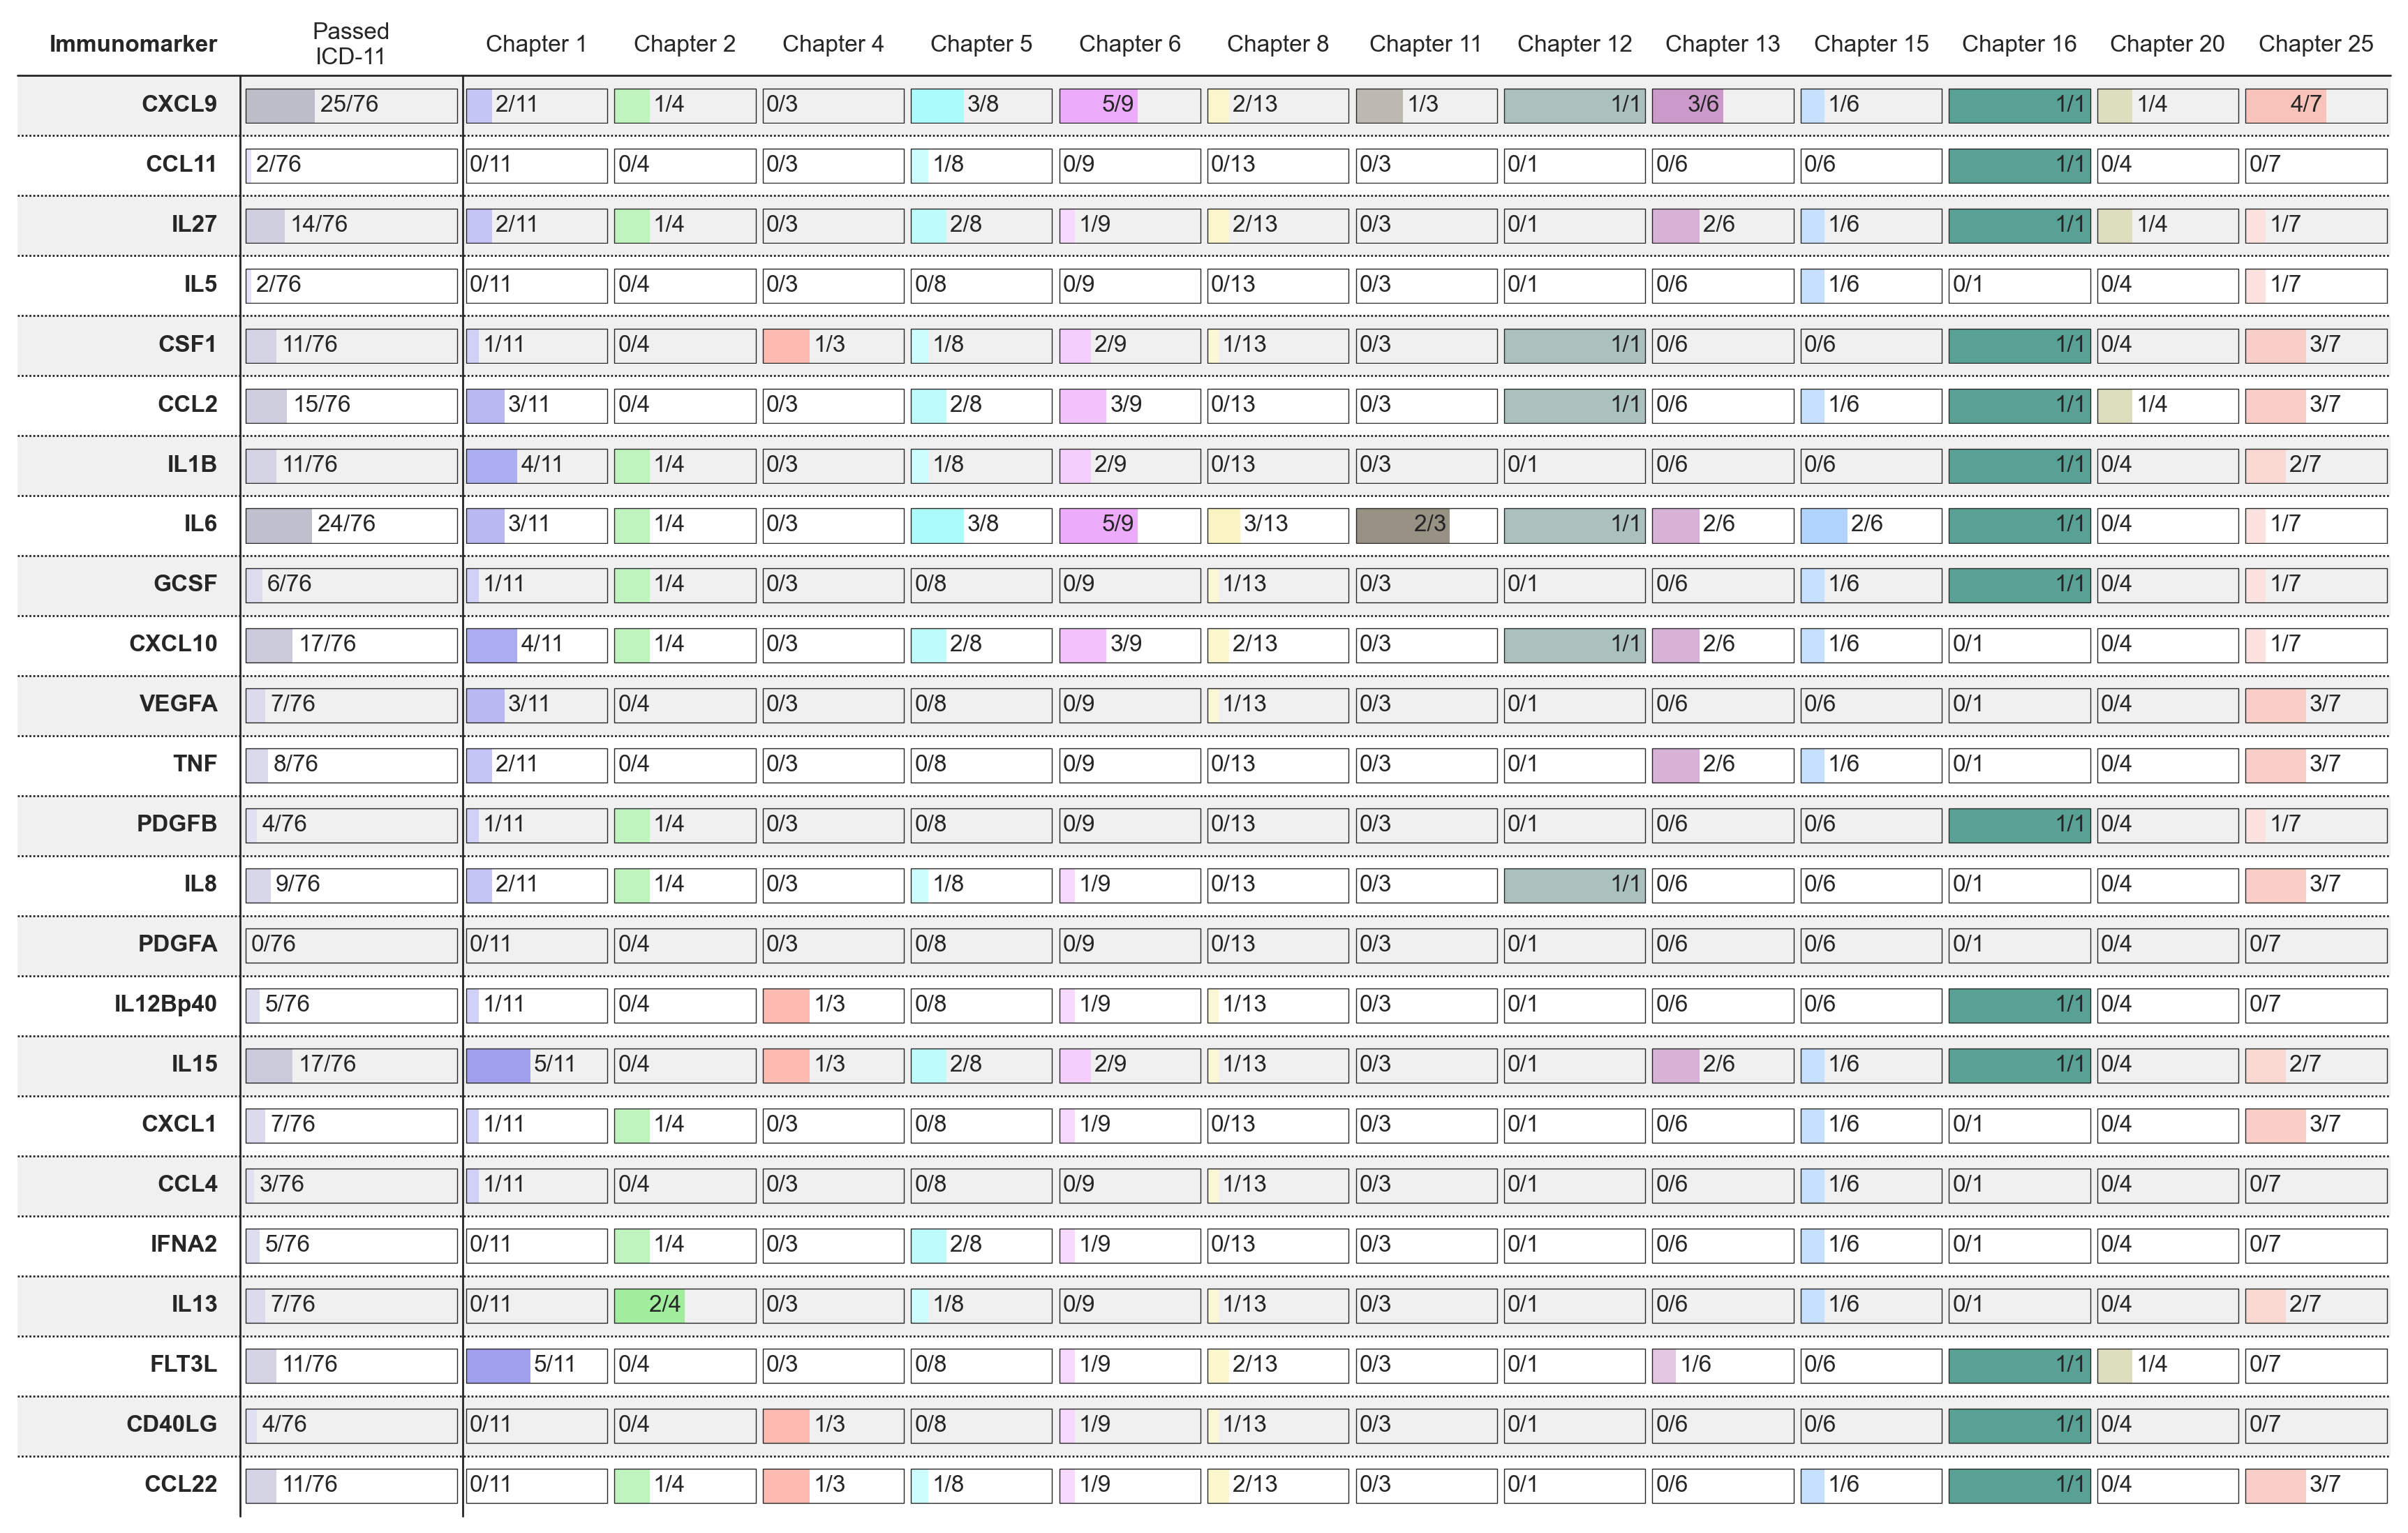 Immunomarker Passed ICD-11 Chapter 1 Chapter 2 Chapter 4 Chapter 5 Chapter 6 Chapter 8 Chapter 11 Chapter 12 Chapter 13 Chapter 15 Chapter 16 Chapter 20 Chapter 25
CXCL9 25/76 2/11 1/4 0/3 3/8 5/9 2/13 1/3 1/1 3/6 1/6 1/1 1/4 4/7
CCL11 2/76 0/11 0/4 0/3 1/8 0/9 0/13 0/3 0/1 0/6 0/6 1/1 0/4 0/7
IL27 14/76 2/11 1/4 0/3 2/8 1/9 2/13 0/3 0/1 2/6 1/6 1/1 1/4 1/7
IL5 2/76 0/11 0/4 0/3 0/8 0/9 0/13 0/3 0/1 0/6 1/6 0/1 0/4 1/7
CSF1 11/76 1/11 0/4 1/3 1/8 2/9 1/13 0/3 1/1 0/6 0/6 1/1 0/4 3/7
CCL2 15/76 3/11 0/4 0/3 2/8 3/9 0/13 0/3 1/1 0/6 1/6 1/1 1/4 3/7
IL1B 11/76 4/11 1/4 0/3 1/8 2/9 0/13 0/3 0/1 0/6 0/6 1/1 0/4 2/7
IL6 24/76 3/11 1/4 0/3 3/8 5/9 3/13 2/3 1/1 2/6 2/6 1/1 0/4 1/7
GCSF 6/76 1/11 1/4 0/3 0/8 0/9 1/13 0/3 0/1 0/6 1/6 1/1 0/4 1/7
CXCL10 17/76 4/11 1/4 0/3 2/8 3/9 2/13 0/3 1/1 2/6 1/6 0/1 0/4 1/7
VEGFA 7/76 3/11 0/4 0/3 0/8 0/9 1/13 0/3 0/1 0/6 0/6 0/1 0/4 3/7
TNF 8/76 2/11 0/4 0/3 0/8 0/9 0/13 0/3 0/1 2/6 1/6 0/1 0/4 3/7
PDGFB 4/76 1/11 1/4 0/3 0/8 0/9 0/13 0/3 0/1 0/6 0/6 1/1 0/4 1/7
IL8 9/76 2/11 1/4 0/3 1/8 1/9 0/13 0/3 1/1 0/6 0/6 0/1 0/4 3/7
PDGFA 0/76 0/11 0/4 0/3 0/8 0/9 0/13 0/3 0/1 0/6 0/6 0/1 0/4 0/7
IL12Bp40 5/76 1/11 0/4 1/3 0/8 1/9 1/13 0/3 0/1 0/6 0/6 1/1 0/4 0/7
IL15 17/76 5/11 0/4 1/3 2/8 2/9 1/13 0/3 0/1 2/6 1/6 1/1 0/4 2/7
CXCL1 7/76 1/11 1/4 0/3 0/8 1/9 0/13 0/3 0/1 0/6 1/6 0/1 0/4 3/7
CCL4 3/76 1/11 0/4 0/3 0/8 0/9 1/13 0/3 0/1 0/6 1/6 0/1 0/4 0/7
IFNA2 5/76 0/11 1/4 0/3 2/8 1/9 0/13 0/3 0/1 0/6 1/6 0/1 0/4 0/7
IL13 7/76 0/11 2/4 0/3 1/8 0/9 1/13 0/3 0/1 0/6 1/6 0/1 0/4 2/7
FLT3L 11/76 5/11 0/4 0/3 0/8 1/9 2/13 0/3 0/1 1/6 0/6 1/1 1/4 0/7
CD40LG 4/76 0/11 0/4 1/3 0/8 1/9 1/13 0/3 0/1 0/6 0/6 1/1 0/4 0/7
CCL22 11/76 0/11 1/4 1/3 1/8 1/9 2/13 0/3 0/1 0/6 1/6 1/1 0/4 3/7